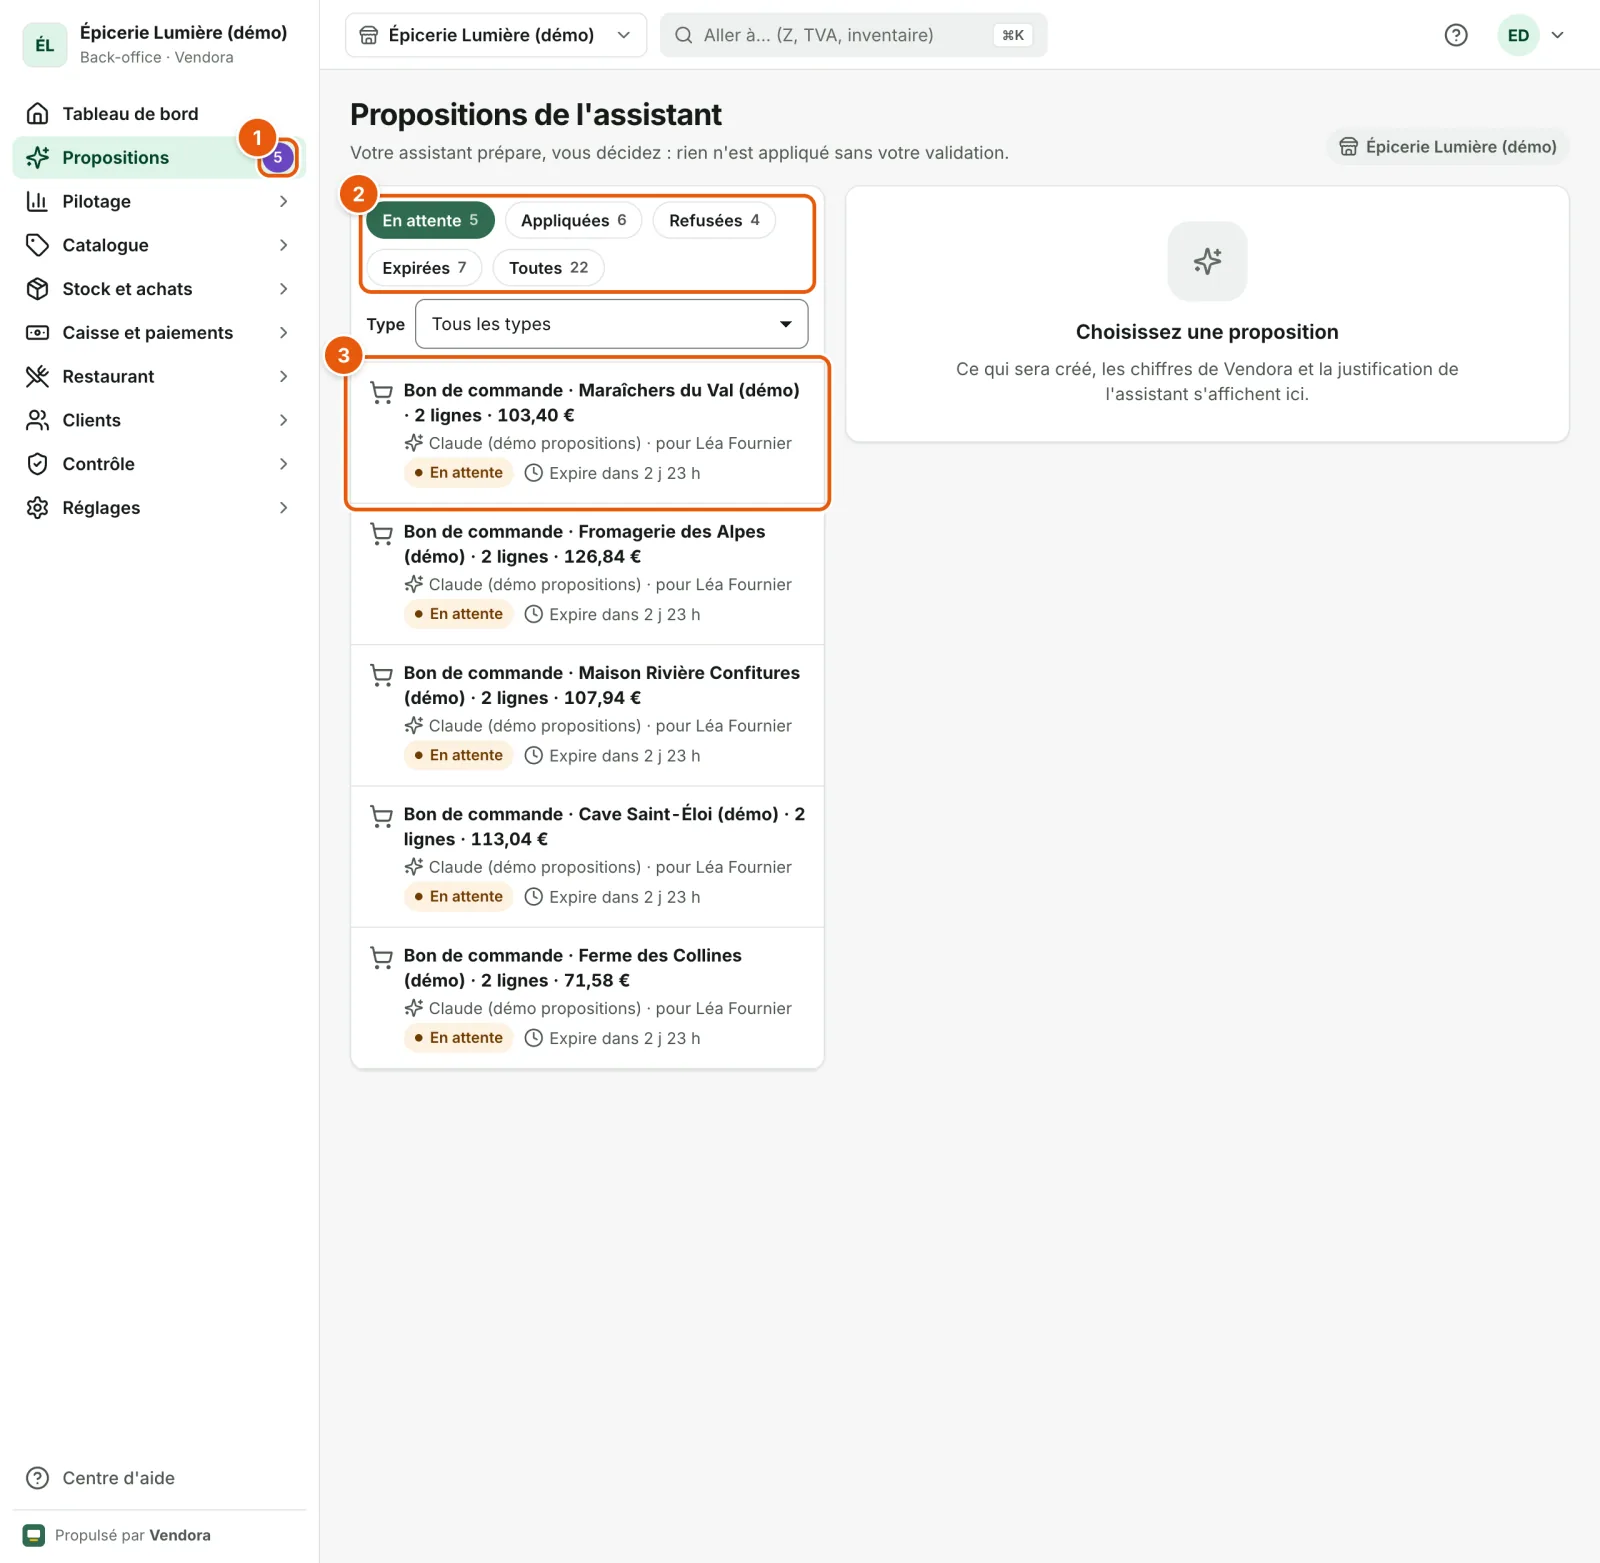 ÉL
Épicerie Lumière (démo)
Back-office · Vendora
Tableau de bord
Propositions
1
5
Pilotage
Catalogue
Stock et achats
Caisse et paiements
Restaurant
Clients
Contrôle
Réglages
Centre d'aide
Propulsé par Vendora
Épicerie Lumière (démo)
Aller à... (Z, TVA, inventaire)
⌘K
ED
Propositions de l'assistant
Votre assistant prépare, vous décidez : rien n'est appliqué sans votre validation.
Épicerie Lumière (démo)
2
En attente 5
Appliquées 6
Refusées 4
Expirées 7
Toutes 22
Type
Tous les types
3
Bon de commande · Maraîchers du Val (démo)
· 2 lignes · 103,40 €
Claude (démo propositions) · pour Léa Fournier
En attente
Expire dans 2 j 23 h
Bon de commande · Fromagerie des Alpes
(démo) · 2 lignes · 126,84 €
Claude (démo propositions) · pour Léa Fournier
En attente
Expire dans 2 j 23 h
Bon de commande · Maison Rivière Confitures
(démo) · 2 lignes · 107,94 €
Claude (démo propositions) · pour Léa Fournier
En attente
Expire dans 2 j 23 h
Bon de commande · Cave Saint-Éloi (démo) · 2
lignes · 113,04 €
Claude (démo propositions) · pour Léa Fournier
En attente
Expire dans 2 j 23 h
Bon de commande · Ferme des Collines
(démo) · 2 lignes · 71,58 €
Claude (démo propositions) · pour Léa Fournier
En attente
Expire dans 2 j 23 h
Choisissez une proposition
Ce qui sera créé, les chiffres de Vendora et la justification de
l'assistant s'affichent ici.